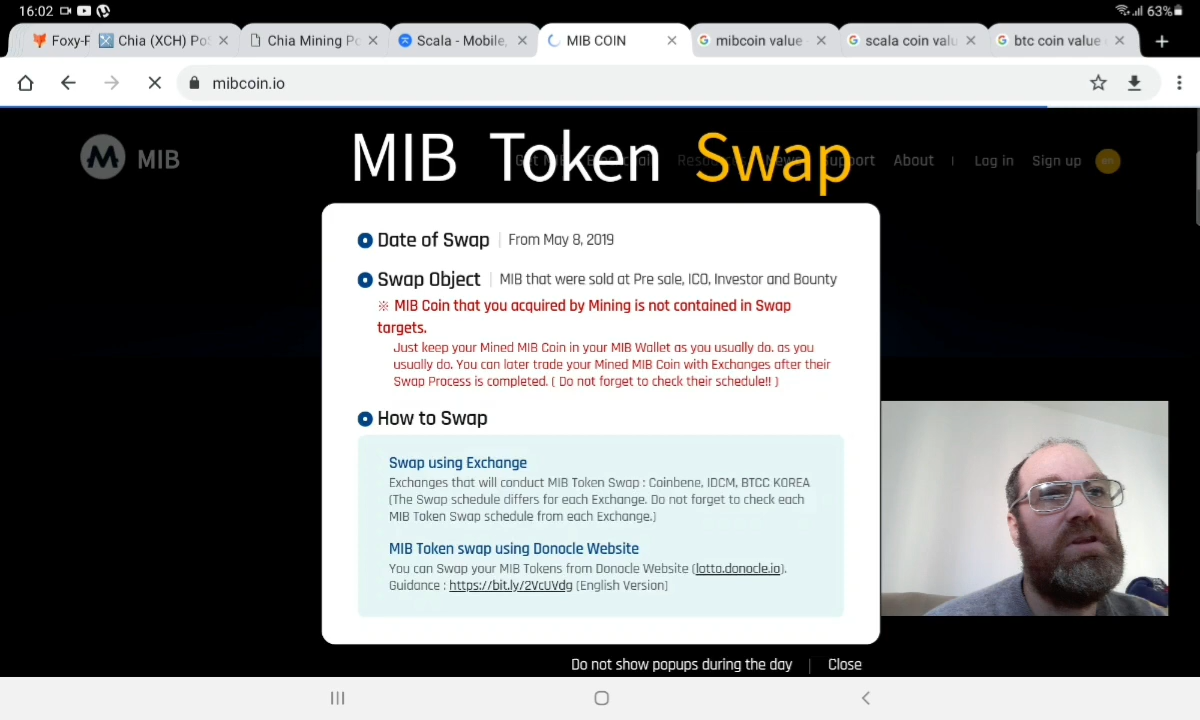 16:02
63%
Foxy-F
Chia (XCH) Po
Chia Mining P
Scala - Mobile,
MIB COIN
mibcoin value
scala coin valu
btc coin value
mibcoin.io
MIB
MIB Token Swap
Support
About
Log in
Sign up
en
Date of Swap | From May 8, 2019
Swap Object | MIB that were sold at Pre sale, ICO, Investor and Bounty
※ MIB Coin that you acquired by Mining is not contained in Swap
targets.
Just keep your Mined MIB Coin in your MIB Wallet as you usually do. as you
usually do. You can later trade your Mined MIB Coin with Exchanges after their
Swap Process is completed. ( Do not forget to check their schedule!! )
How to Swap
Swap using Exchange
Exchanges that will conduct MIB Token Swap : Coinbene, IDCM, BTCC KOREA
(The Swap schedule differs for each Exchange. Do not forget to check each
MIB Token Swap schedule from each Exchange.)
MIB Token swap using Donocle Website
You can Swap your MIB Tokens from Donocle Website (lotto.donocle.io).
Guidance : https://bit.ly/2VcUVdg (English Version)
Do not show popups during the day | Close